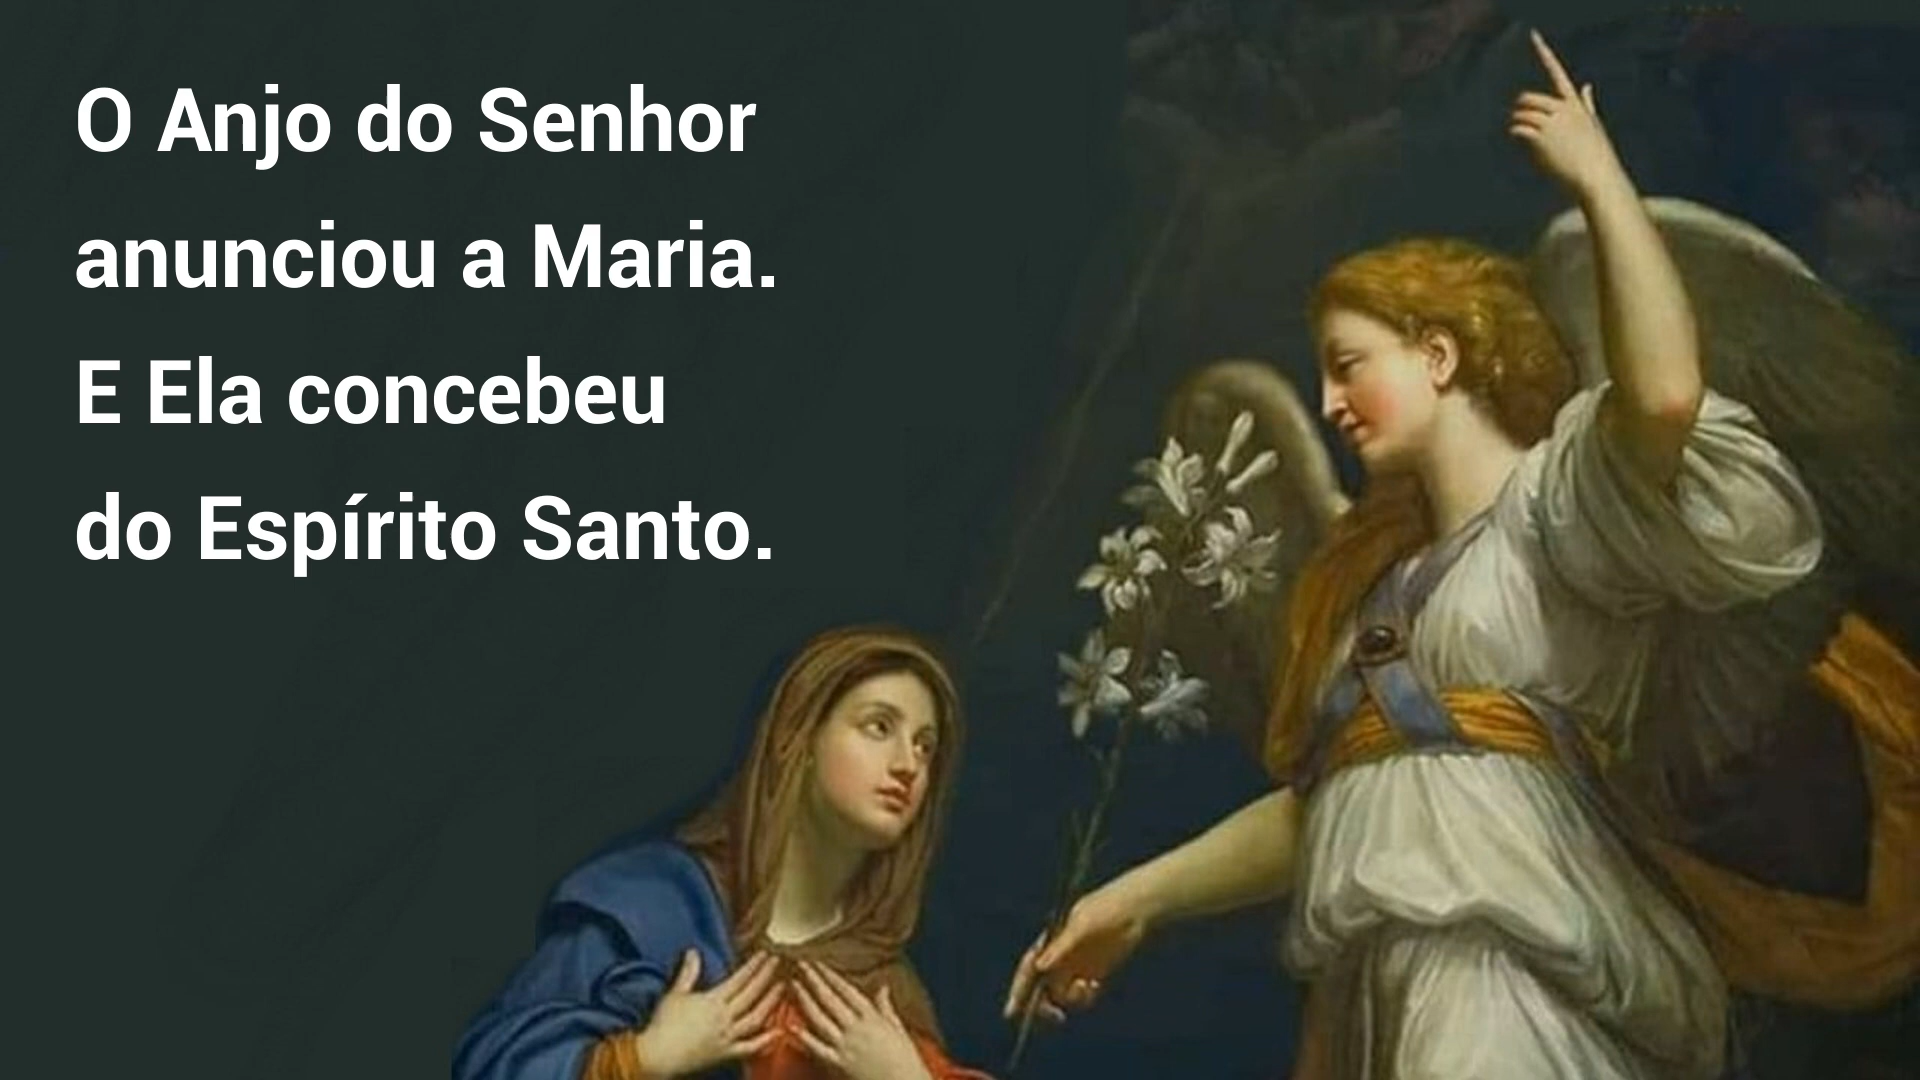 O Anjo do Senhor
anunciou a Maria.
E Ela concebeu
do Espírito Santo.